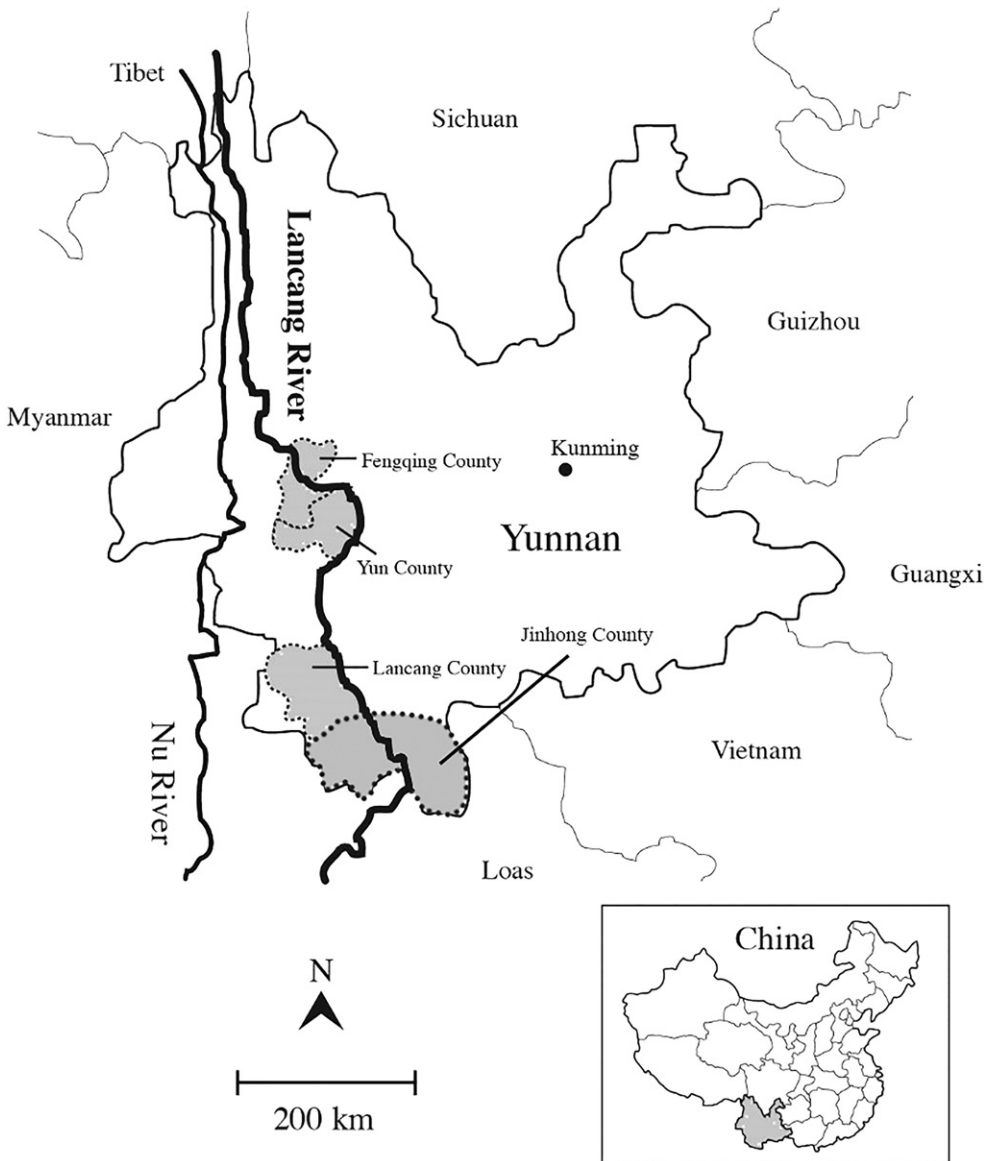 Tibet
Sichuan
Lancang River
Guizhou
Myanmar
Kunming
Fengqing County
Yunnan
Yun County
Guangxi
Jinhong County
Lancang County
Nu River
Vietnam
Loas
China
N
200 km